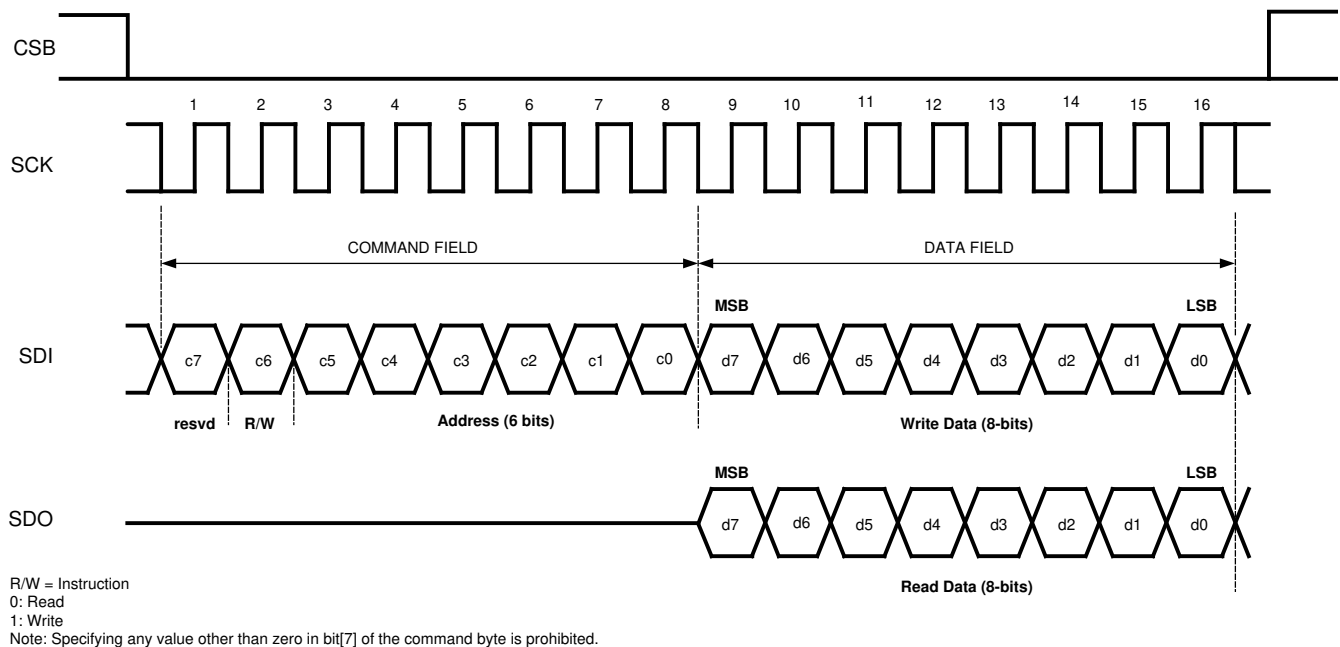 CSB
1 2 3 4 5 6 7 8 9 10 11 12 13 14 15 16
SCK
COMMAND FIELD DATA FIELD
MSB LSB
SDI c7 c6 c5 c4 c3 c2 c1 c0 d7 d6 d5 d4 d3 d2 d1 d0
resvd R/W Address (6 bits) Write Data (8-bits)
MSB LSB
SDO d7 d6 d5 d4 d3 d2 d1 d0
R/W = Instruction
Read Data (8-bits)
0: Read
1: Write
Note: Specifying any value other than zero in bit[7] of the command byte is prohibited.